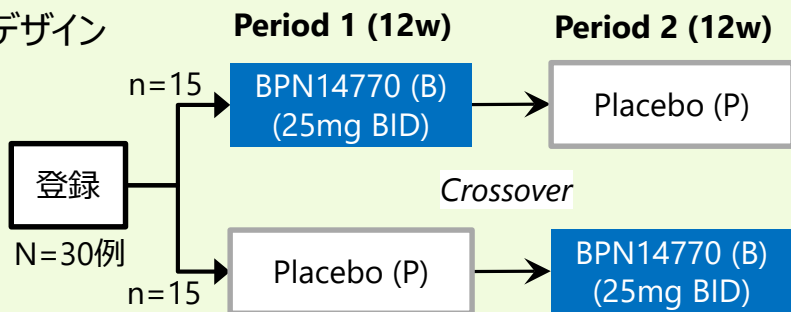 デザイン
Period 1 (12w)
Period 2 (12w)
n=15
BPN14770 (B)
(25mg BID)
Placebo (P)
登録
Crossover
N=30例
n=15
Placebo (P)
BPN14770 (B)
(25mg BID)